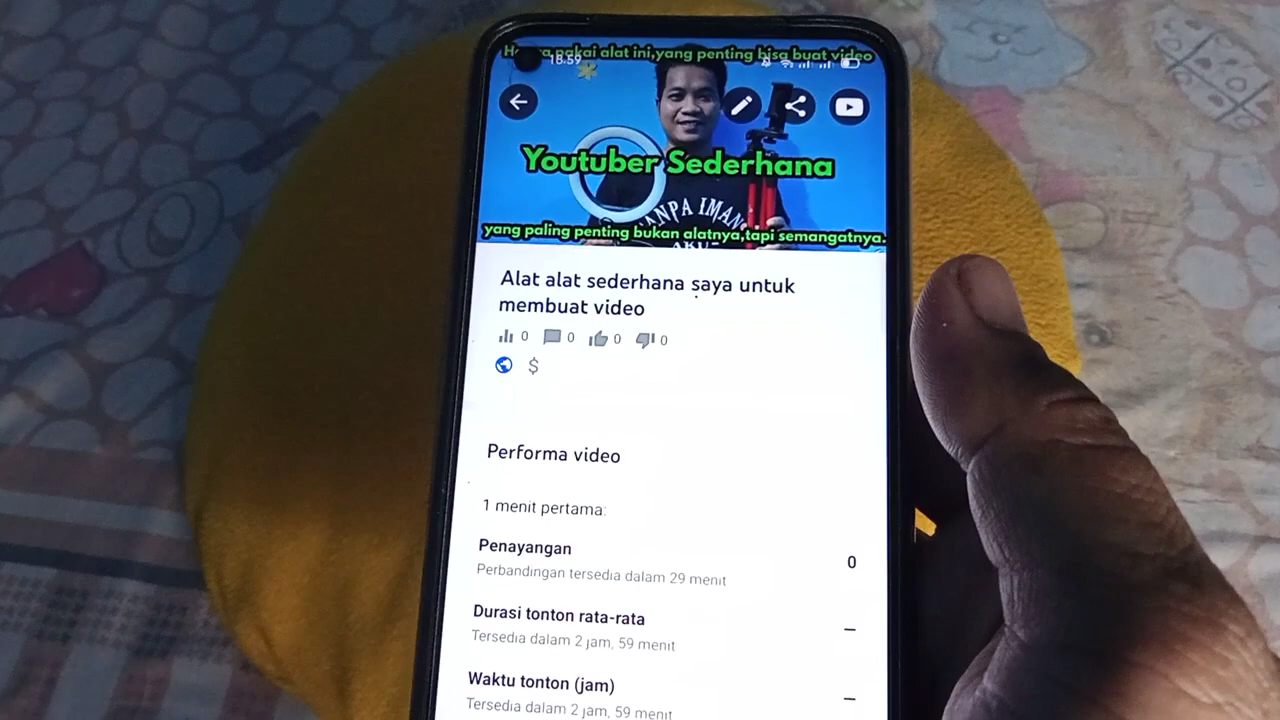 pakai alat ini,yang penting bisa buat video
18.59
Youtuber Sederhana
TANPA IMAN
AKU-
yang paling penting bukan alatnya,tapi semangatnya.
Alat alat sederhana saya untuk
membuat video
0 0 0 0
$
Performa video
1 menit pertama:
Penayangan 0
Perbandingan tersedia dalam 29 menit
Durasi tonton rata-rata –
Tersedia dalam 2 jam, 59 menit
Waktu tonton (jam) –
Tersedia dalam 2 jam, 59 menit